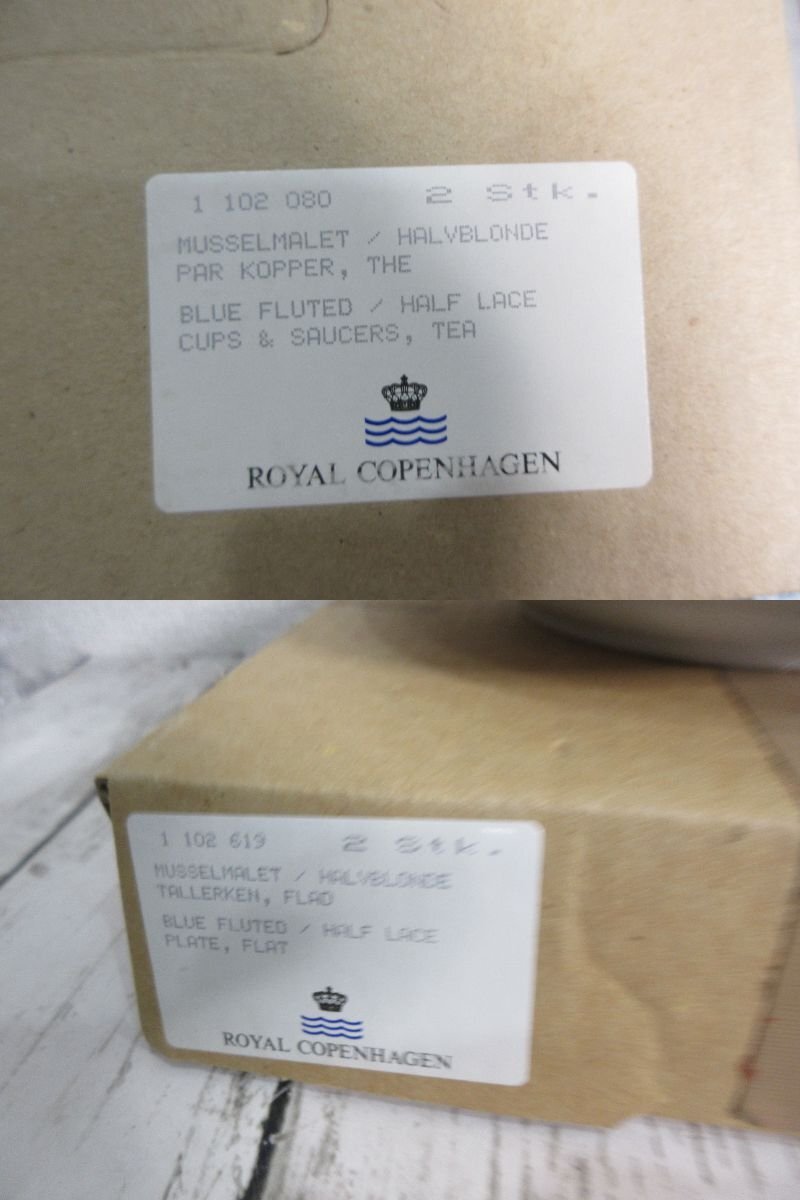 1 102 080 2 Stk.
MUSSELMALET / HALVBLONDE
PAR KOPPER, THE
BLUE FLUTED / HALF LACE
CUPS & SAUCERS, TEA
ROYAL COPENHAGEN
1 102 619 2 Stk.
MUSSELMALET / HALVBLONDE
TALLERKEN, FLAD
BLUE FLUTED / HALF LACE
PLATE, FLAT
ROYAL COPENHAGEN